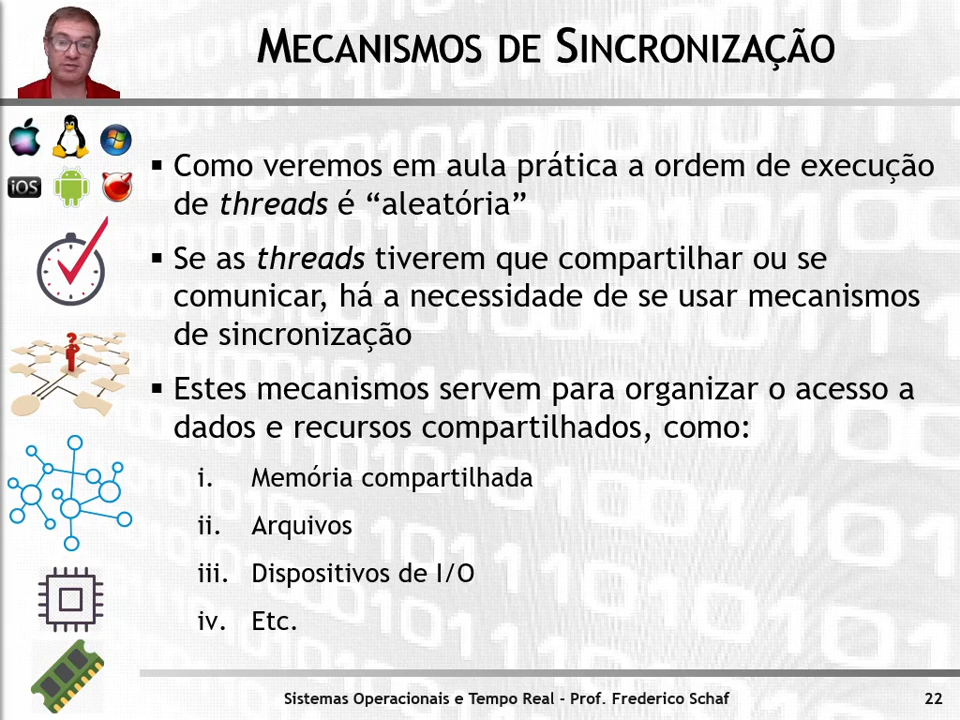 MECANISMOS DE SINCRONIZAÇÃO
iOS
▪ Como veremos em aula prática a ordem de execução
de threads é “aleatória”
▪ Se as threads tiverem que compartilhar ou se
comunicar, há a necessidade de se usar mecanismos
de sincronização
▪ Estes mecanismos servem para organizar o acesso a
dados e recursos compartilhados, como:
i. Memória compartilhada
ii. Arquivos
iii. Dispositivos de I/O
iv. Etc.
Sistemas Operacionais e Tempo Real - Prof. Frederico Schaf 22